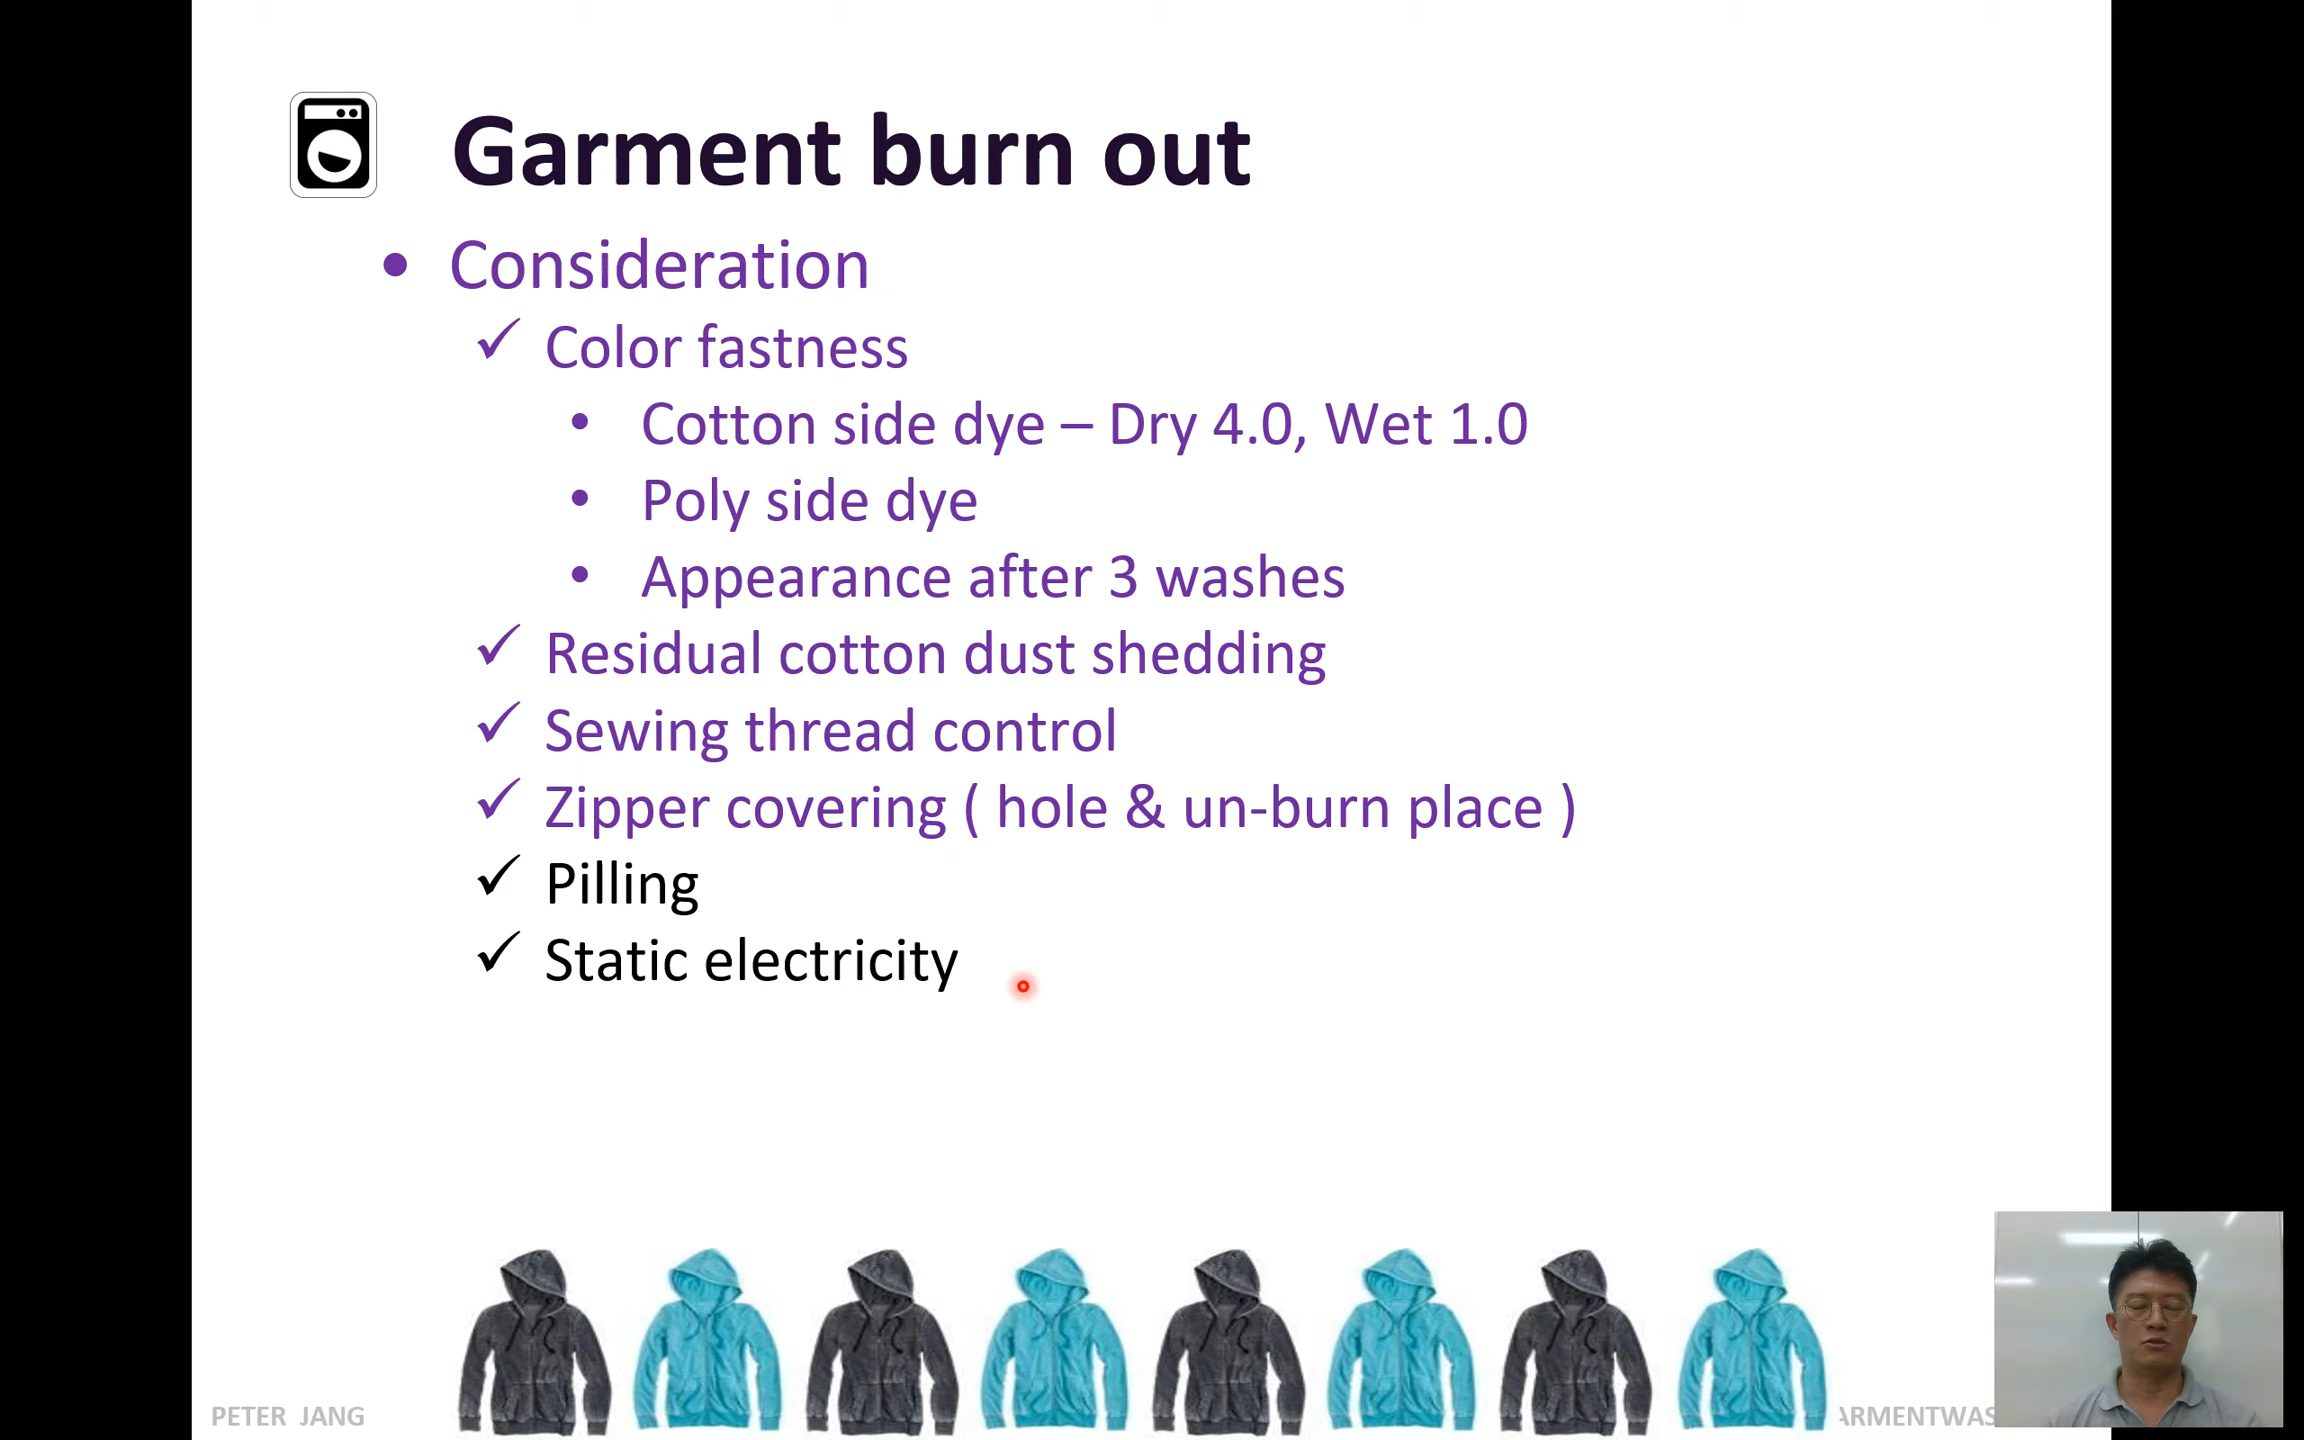 Garment burn out
• Consideration
✓ Color fastness
• Cotton side dye – Dry 4.0, Wet 1.0
• Poly side dye
• Appearance after 3 washes
✓ Residual cotton dust shedding
✓ Sewing thread control
✓ Zipper covering ( hole & un-burn place )
✓ Pilling
✓ Static electricity
PETER JANG